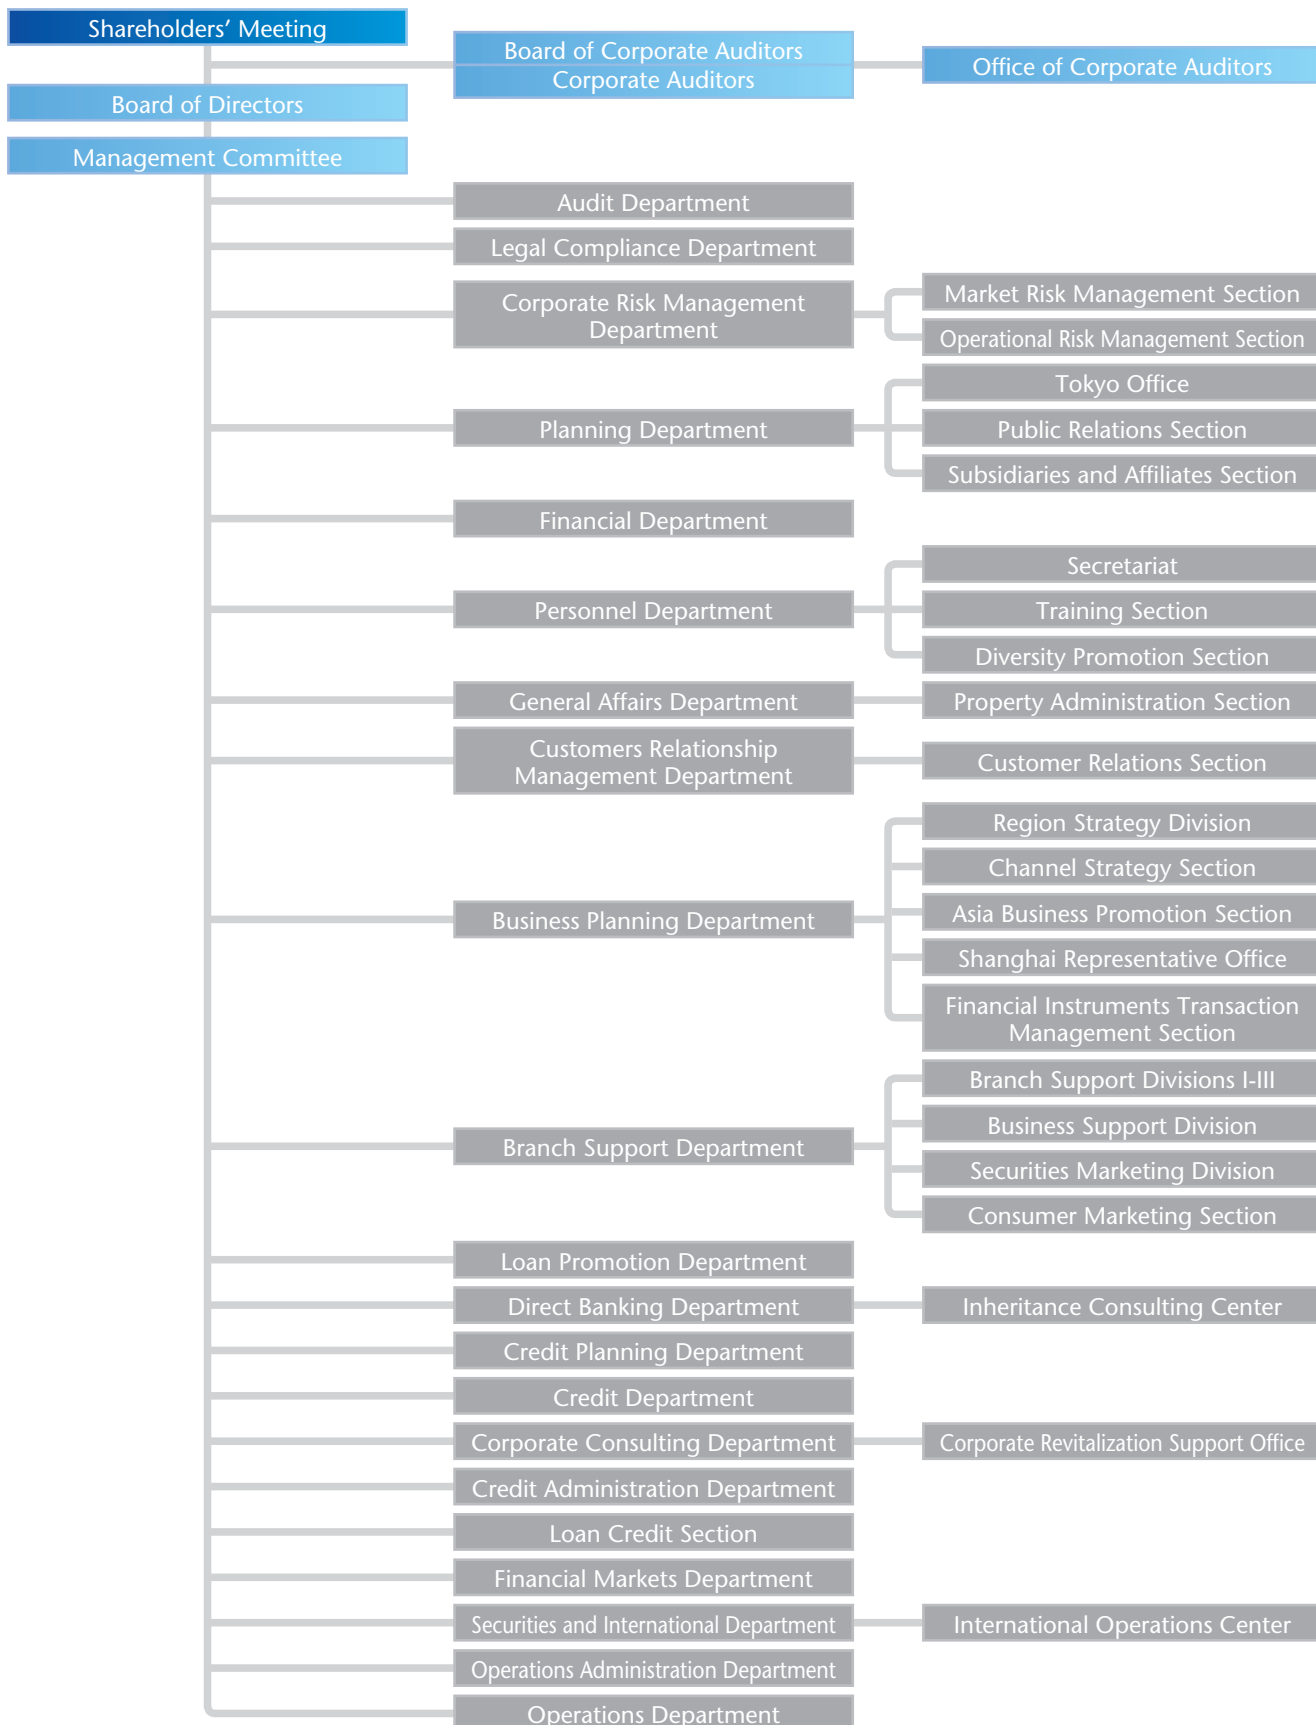 Shareholders’ Meeting
Board of Corporate Auditors
Corporate Auditors
Office of Corporate Auditors
Board of Directors
Management Committee
Audit Department
Legal Compliance Department
Corporate Risk Management
Department
Market Risk Management Section
Operational Risk Management Section
Planning Department
Tokyo Office
Public Relations Section
Subsidiaries and Affiliates Section
Financial Department
Personnel Department
Secretariat
Training Section
Diversity Promotion Section
General Affairs Department
Property Administration Section
Customers Relationship
Management Department
Customer Relations Section
Business Planning Department
Region Strategy Division
Channel Strategy Section
Asia Business Promotion Section
Shanghai Representative Office
Financial Instruments Transaction
Management Section
Branch Support Department
Branch Support Divisions I-III
Business Support Division
Securities Marketing Division
Consumer Marketing Section
Loan Promotion Department
Direct Banking Department
Inheritance Consulting Center
Credit Planning Department
Credit Department
Corporate Consulting Department
Corporate Revitalization Support Office
Credit Administration Department
Loan Credit Section
Financial Markets Department
Securities and International Department
International Operations Center
Operations Administration Department
Operations Department